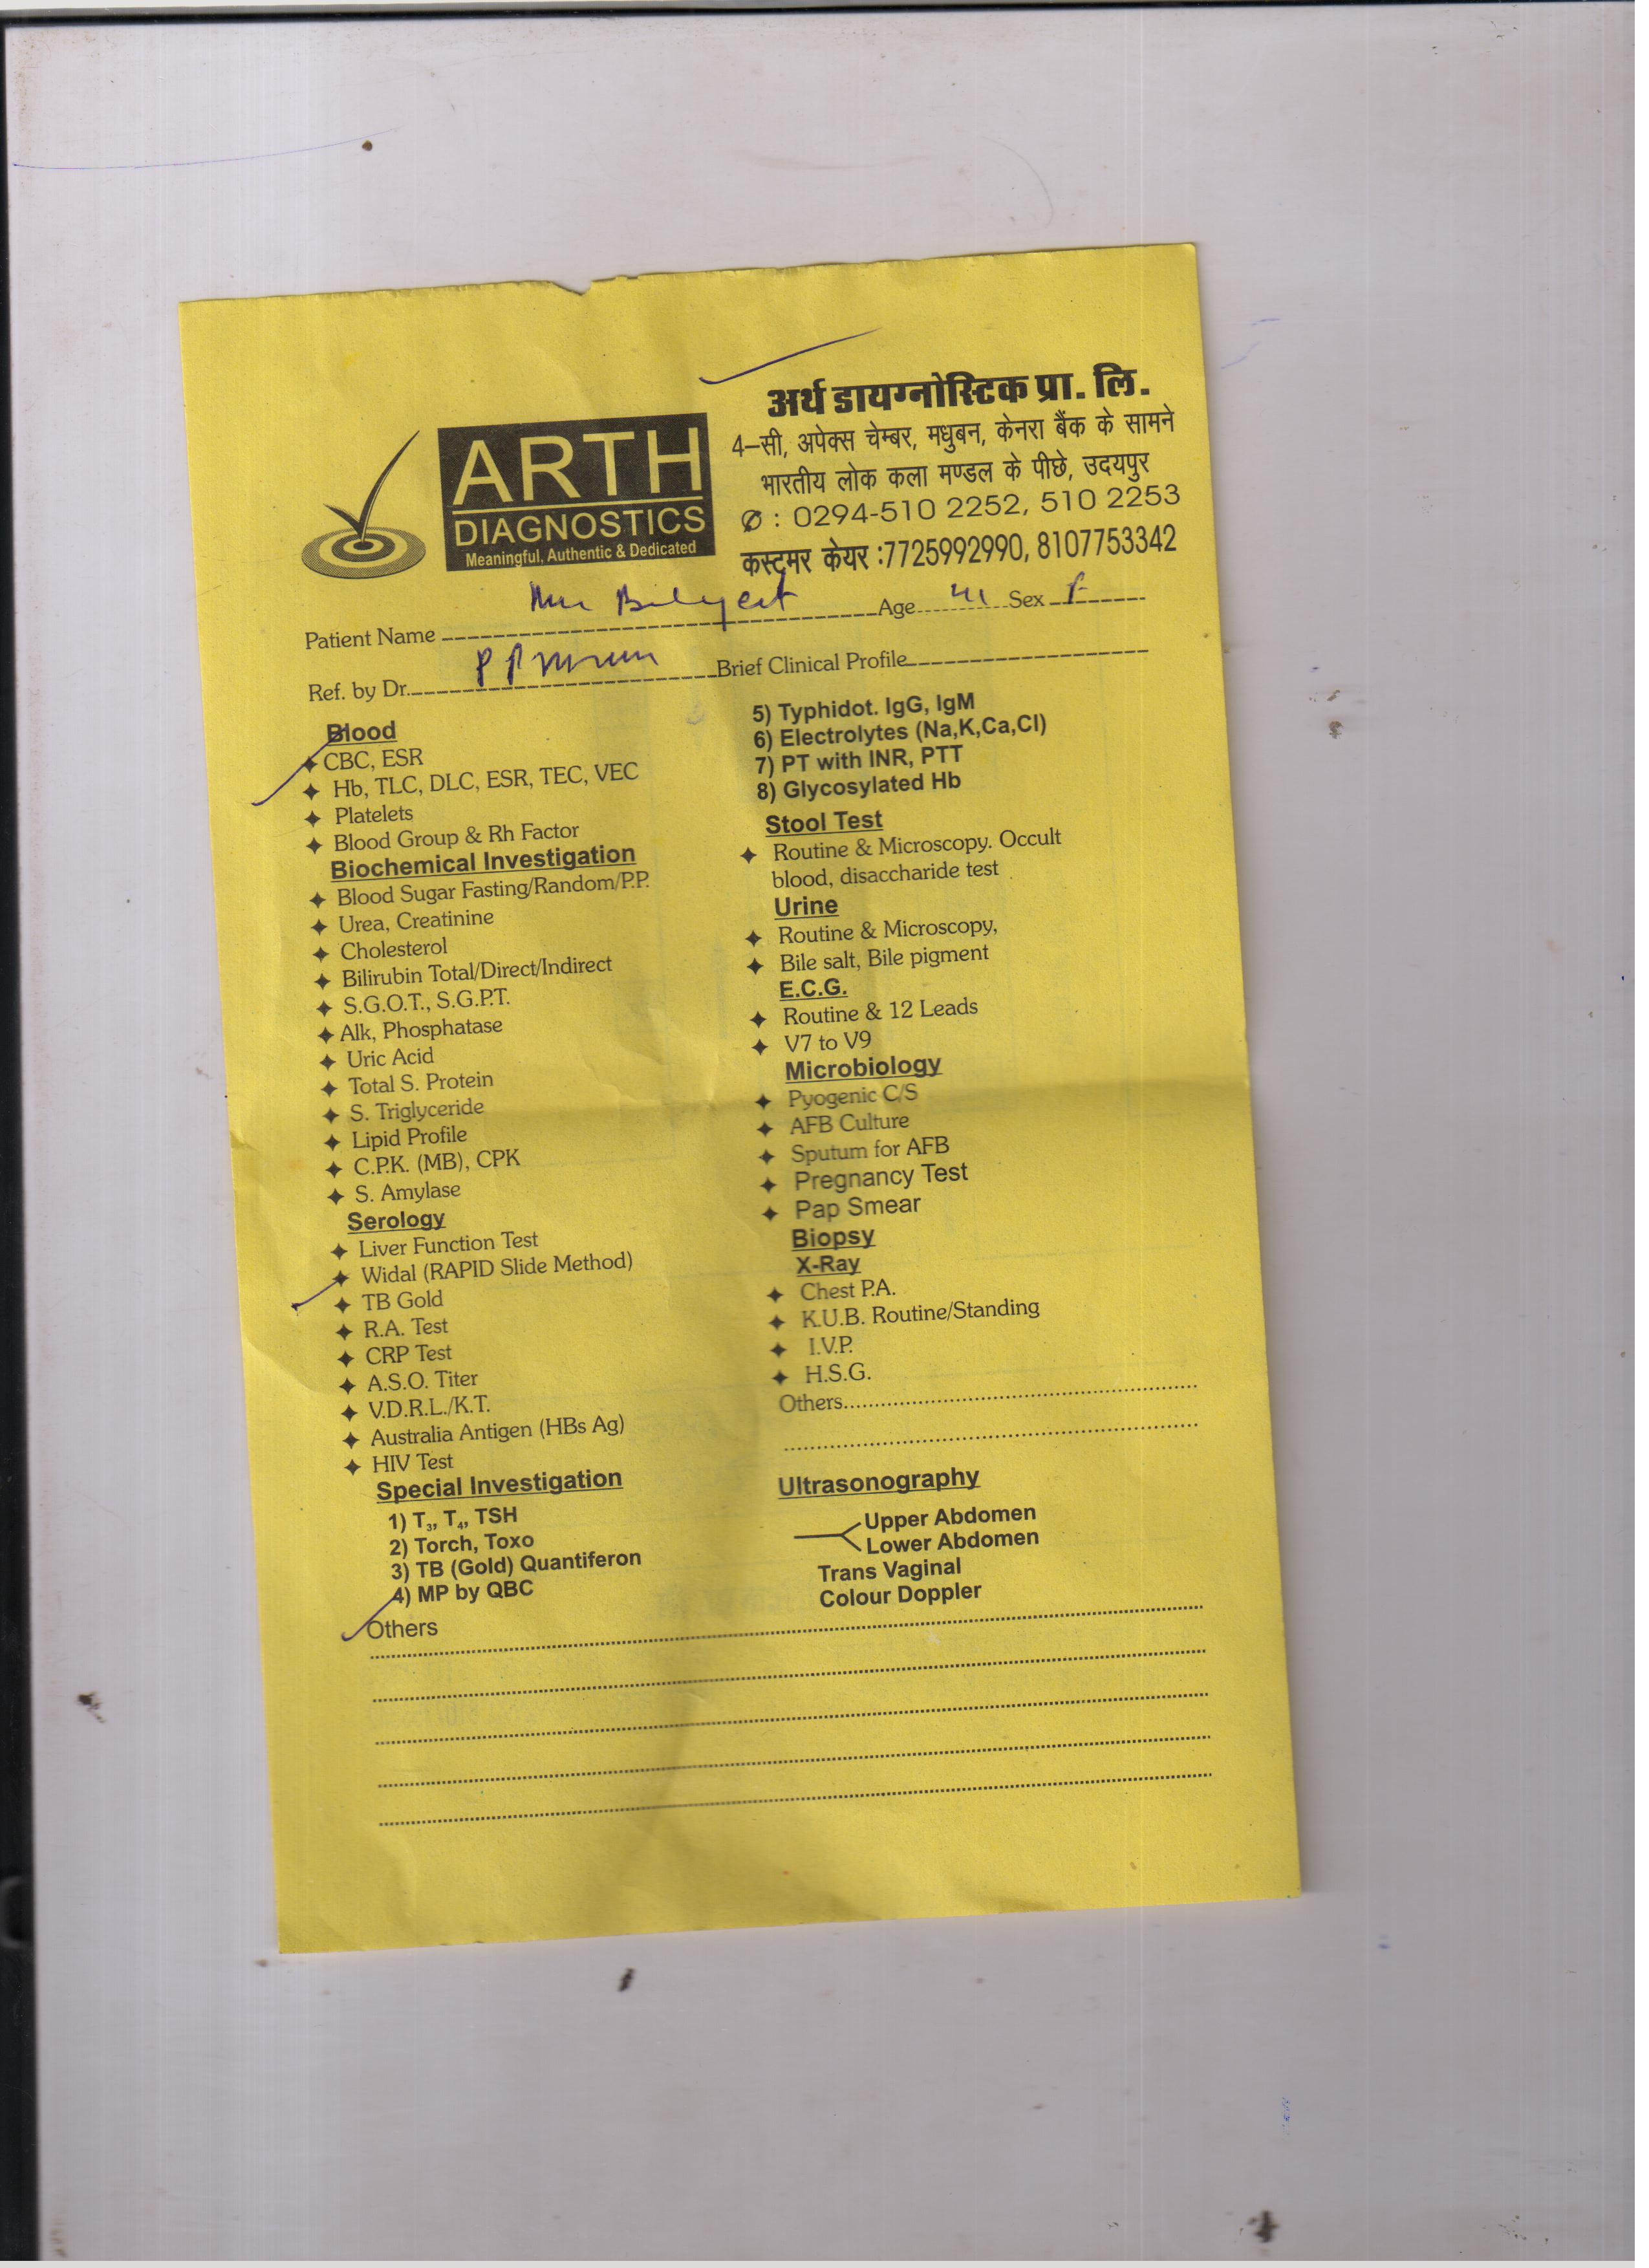 अर्थ डायग्नोस्टिक प्रा. लि.
4–सी, अपेक्स चेम्बर, मधुबन, केनरा बैंक के सामने
भारतीय लोक कला मण्डल के पीछे, उदयपुर
: 0294-510 2252, 510 2253
कस्टमर केयर :7725992990, 8107753342
ARTH
DIAGNOSTICS
Meaningful, Authentic & Dedicated
Patient Name Age Sex F
Ref. by Dr. Brief Clinical Profile
Blood
CBC, ESR
Hb, TLC, DLC, ESR, TEC, VEC
Platelets
Blood Group & Rh Factor
Biochemical Investigation
Blood Sugar Fasting/Random/P.P.
Urea, Creatinine
Cholesterol
Bilirubin Total/Direct/Indirect
S.G.O.T., S.G.P.T.
Alk, Phosphatase
Uric Acid
Total S. Protein
S. Triglyceride
Lipid Profile
C.P.K. (MB), CPK
S. Amylase
Serology
Liver Function Test
Widal (RAPID Slide Method)
TB Gold
R.A. Test
CRP Test
A.S.O. Titer
V.D.R.L./K.T.
Australia Antigen (HBs Ag)
HIV Test
Special Investigation
1) T₃, T₄, TSH
2) Torch, Toxo
3) TB (Gold) Quantiferon
4) MP by QBC
Others
5) Typhidot. IgG, IgM
6) Electrolytes (Na,K,Ca,Cl)
7) PT with INR, PTT
8) Glycosylated Hb
Stool Test
Routine & Microscopy. Occult
blood, disaccharide test
Urine
Routine & Microscopy,
Bile salt, Bile pigment
E.C.G.
Routine & 12 Leads
V7 to V9
Microbiology
Pyogenic C/S
AFB Culture
Sputum for AFB
Pregnancy Test
Pap Smear
Biopsy
X-Ray
Chest P.A.
K.U.B. Routine/Standing
I.V.P.
H.S.G.
Others
Ultrasonography
Upper Abdomen
Lower Abdomen
Trans Vaginal
Colour Doppler